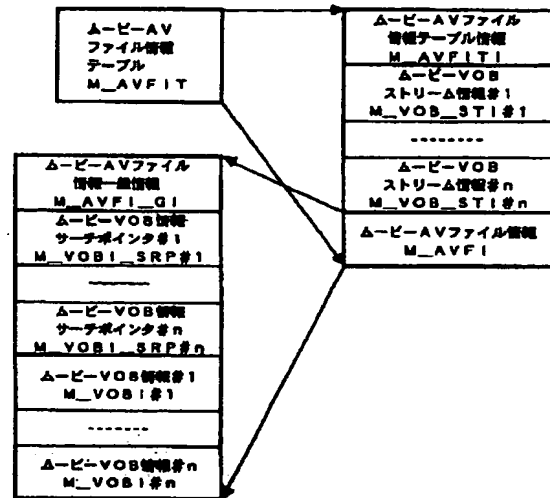 ムービーAV
ファイル情報
テーブル
M_AVFIT
ムービーAVファイル
情報テーブル情報
M_AVFITI
ムービーVOB
ストリーム情報#1
M_VOB_STI#1
--------
ムービーVOB
ストリーム情報#n
M_VOB_STI#n
ムービーAVファイル情報
M_AVFI
ムービーAVファイル
情報一般情報
M_AVFI_GI
ムービーVOB情報
サーチポインタ#1
M_VOBI_SRP#1
-------
ムービーVOB情報
サーチポインタ#n
M_VOBI_SRP#n
ムービーVOB情報#1
M_VOBI#1
-------
ムービーVOB情報#n
M_VOBI#n